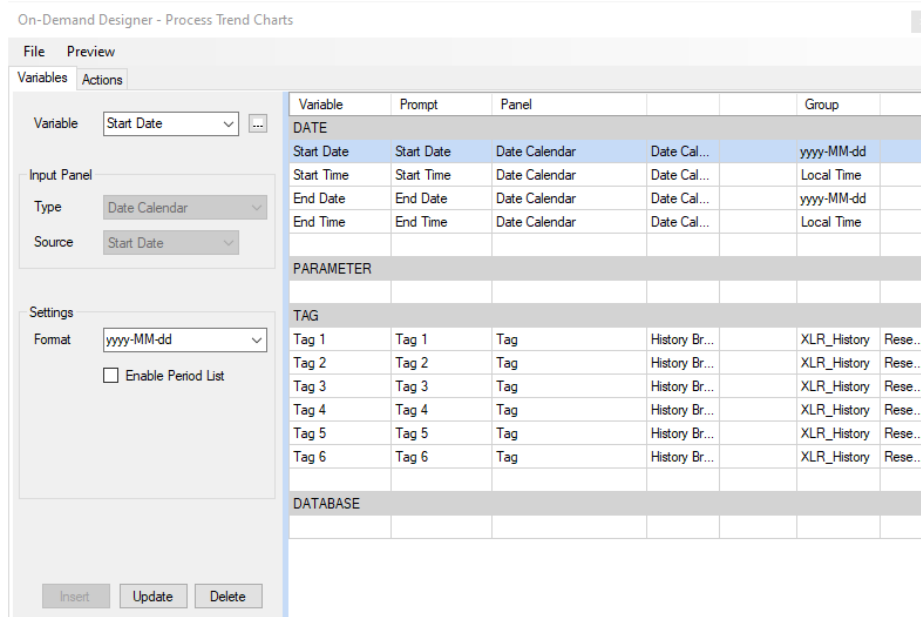 On-Demand Designer - Process Trend Charts
File Preview
Variables Actions
Variable Start Date ...
Input Panel
Type Date Calendar
Source Start Date
Settings
Format yyyy-MM-dd
Enable Period List
Insert Update Delete
Variable Prompt Panel Group
DATE
Start Date Start Date Date Calendar Date Cal... yyyy-MM-dd
Start Time Start Time Date Calendar Date Cal... Local Time
End Date End Date Date Calendar Date Cal... yyyy-MM-dd
End Time End Time Date Calendar Date Cal... Local Time
PARAMETER
TAG
Tag 1 Tag 1 Tag History Br... XLR_History Rese...
Tag 2 Tag 2 Tag History Br... XLR_History Rese...
Tag 3 Tag 3 Tag History Br... XLR_History Rese...
Tag 4 Tag 4 Tag History Br... XLR_History Rese...
Tag 5 Tag 5 Tag History Br... XLR_History Rese...
Tag 6 Tag 6 Tag History Br... XLR_History Rese...
DATABASE